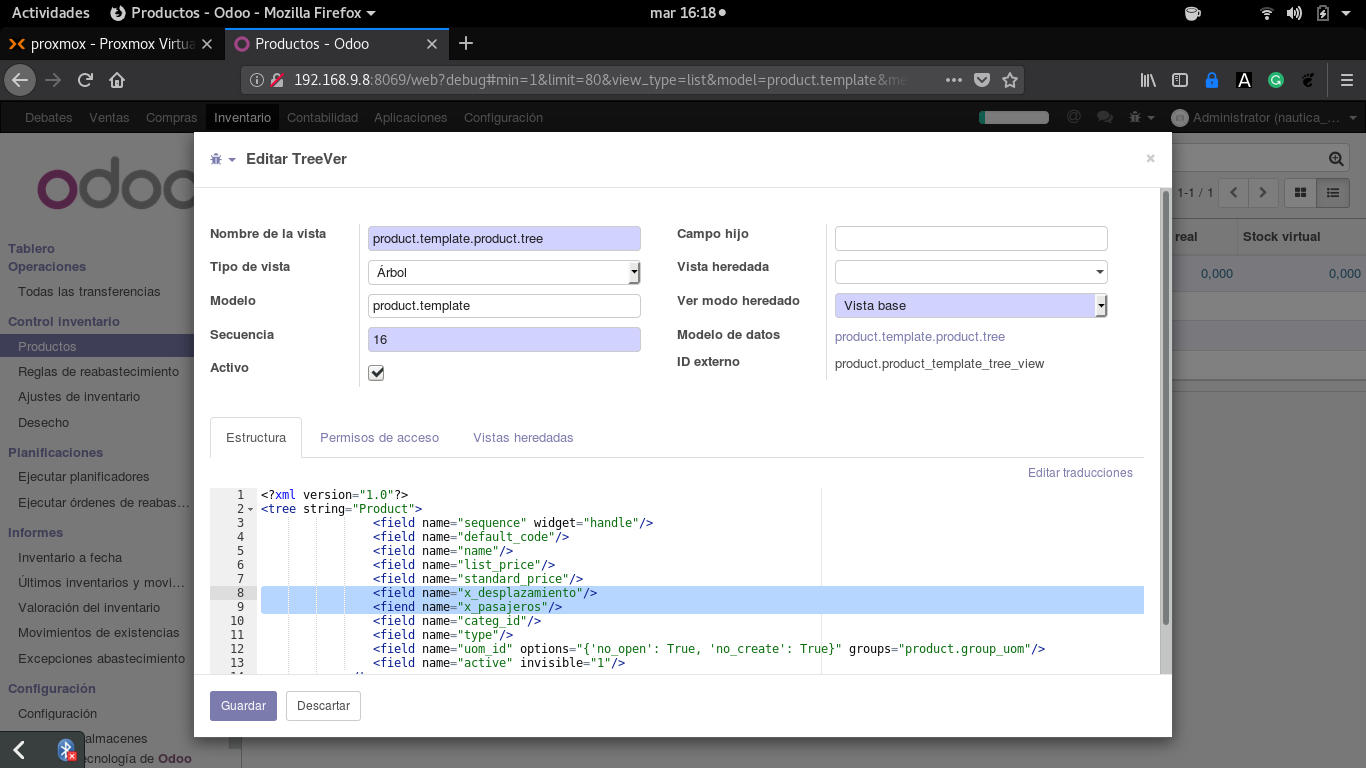 Actividades Productos - Odoo - Mozilla Firefox mar 16:18
proxmox - Proxmox Virtua Productos - Odoo
192.168.9.8:8069/web?debug#min=1&limit=80&view_type=list&model=product.template&me
Debates Ventas Compras Inventario Contabilidad Aplicaciones Configuración @ Administrator (nautica_...
Editar TreeVer
odoo
1-1 / 1
real Stock virtual
0,000 0,000
Tablero
Operaciones
Todas las transferencias
Control inventario
Productos
Reglas de reabastecimiento
Ajustes de inventario
Desecho
Planificaciones
Ejecutar planificadores
Ejecutar órdenes de reabas...
Informes
Inventario a fecha
Últimos inventarios y movi...
Valoración del inventario
Movimientos de existencias
Excepciones abastecimiento
Configuración
Configuración
almacenes
ecnología de Odoo
Nombre de la vista product.template.product.tree
Tipo de vista Árbol
Modelo product.template
Secuencia 16
Activo
Campo hijo
Vista heredada
Ver modo heredado Vista base
Modelo de datos product.template.product.tree
ID externo product.product_template_tree_view
Estructura Permisos de acceso Vistas heredadas
Editar traducciones
1 <?xml version="1.0"?>
2 <tree string="Product">
3 <field name="sequence" widget="handle"/>
4 <field name="default_code"/>
5 <field name="name"/>
6 <field name="list_price"/>
7 <field name="standard_price"/>
8 <field name="x_desplazamiento"/>
9 <fiend name="x_pasajeros"/>
10 <field name="categ_id"/>
11 <field name="type"/>
12 <field name="uom_id" options="{'no_open': True, 'no_create': True}" groups="product.group_uom"/>
13 <field name="active" invisible="1"/>
Guardar Descartar